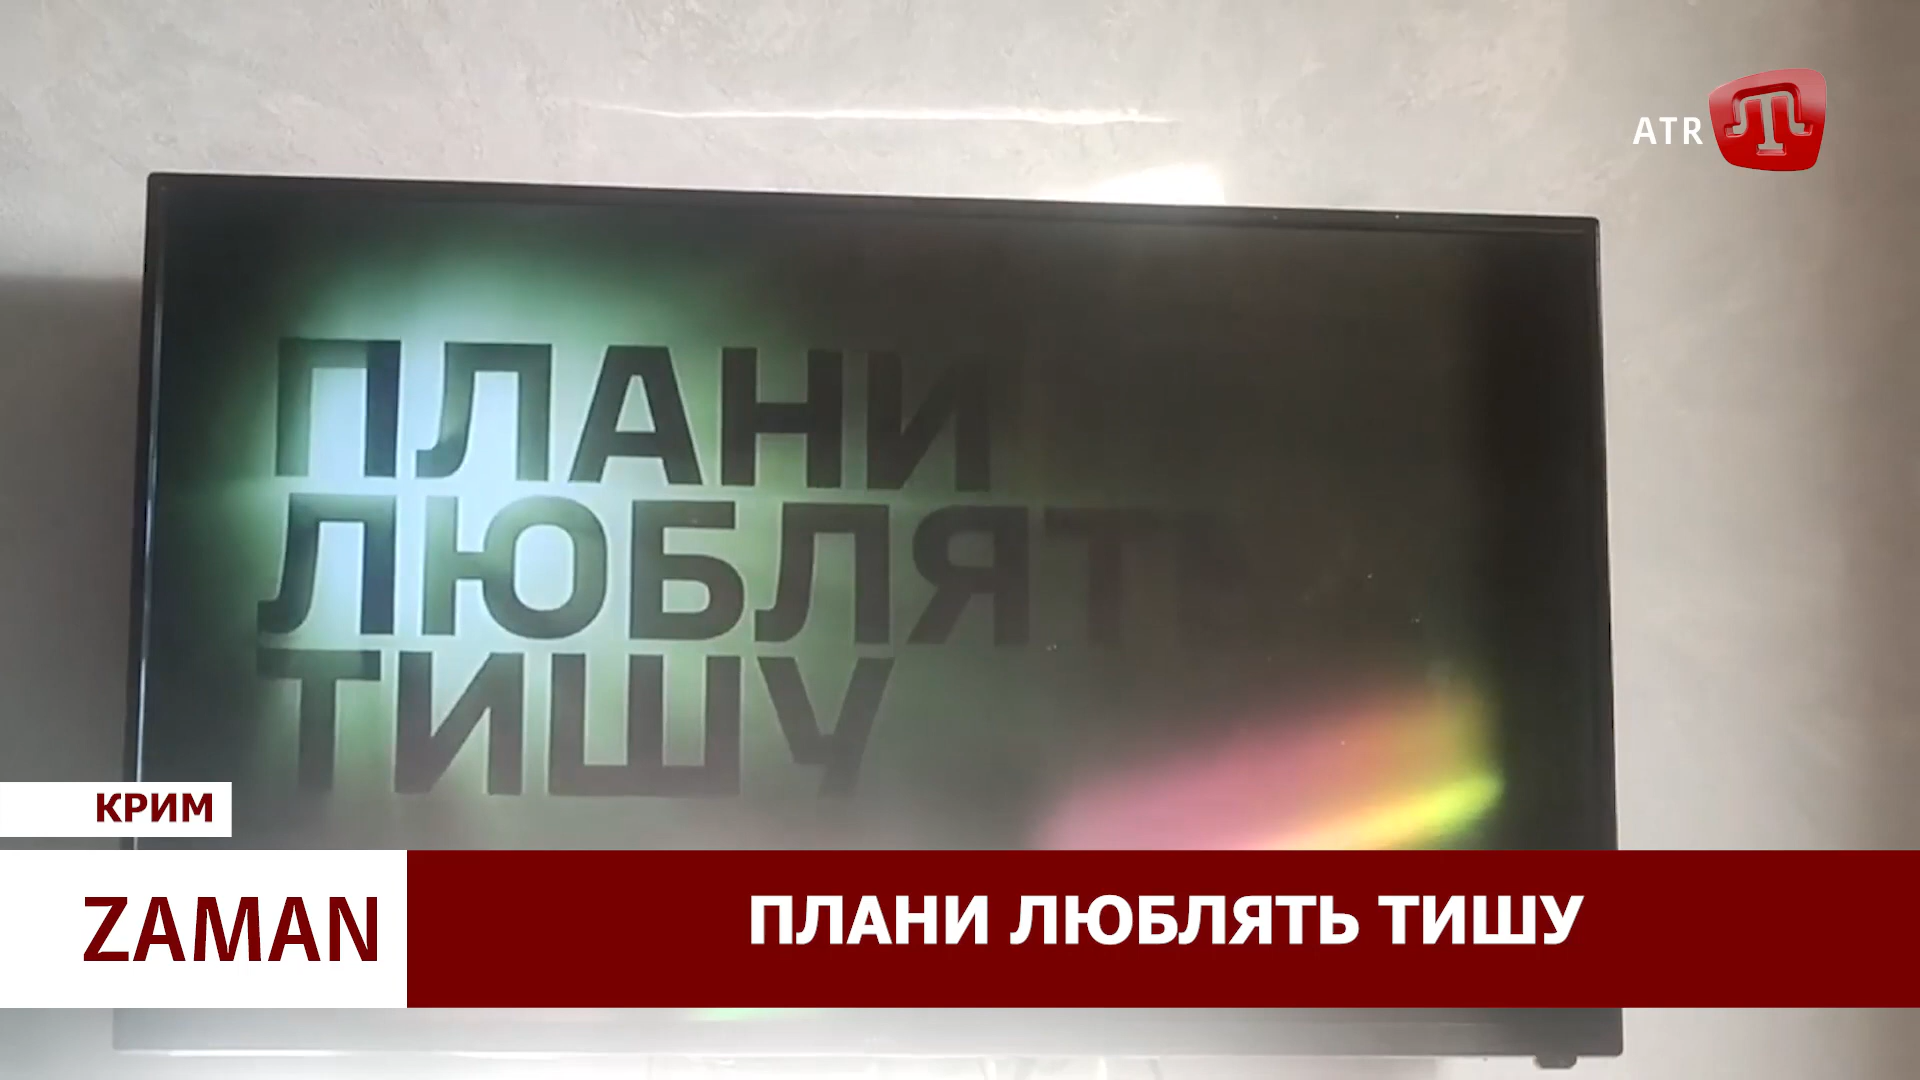 ATR
ПЛАНИ
ЛЮБЛЯТЬ
ТИШУ
КРИМ
ZAMAN
ПЛАНИ ЛЮБЛЯТЬ ТИШУ